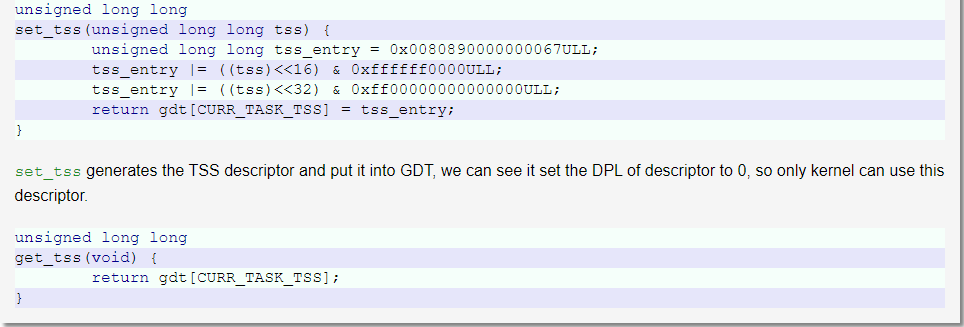 unsigned long long
set_tss(unsigned long long tss) {
        unsigned long long tss_entry = 0x0080890000000067ULL;
        tss_entry |= ((tss)<<16) & 0xffffff0000ULL;
        tss_entry |= ((tss)<<32) & 0xff00000000000000ULL;
        return gdt[CURR_TASK_TSS] = tss_entry;
}
set_tss generates the TSS descriptor and put it into GDT, we can see it set the DPL of descriptor to 0, so only kernel can use this
descriptor.
unsigned long long
get_tss(void) {
        return gdt[CURR_TASK_TSS];
}